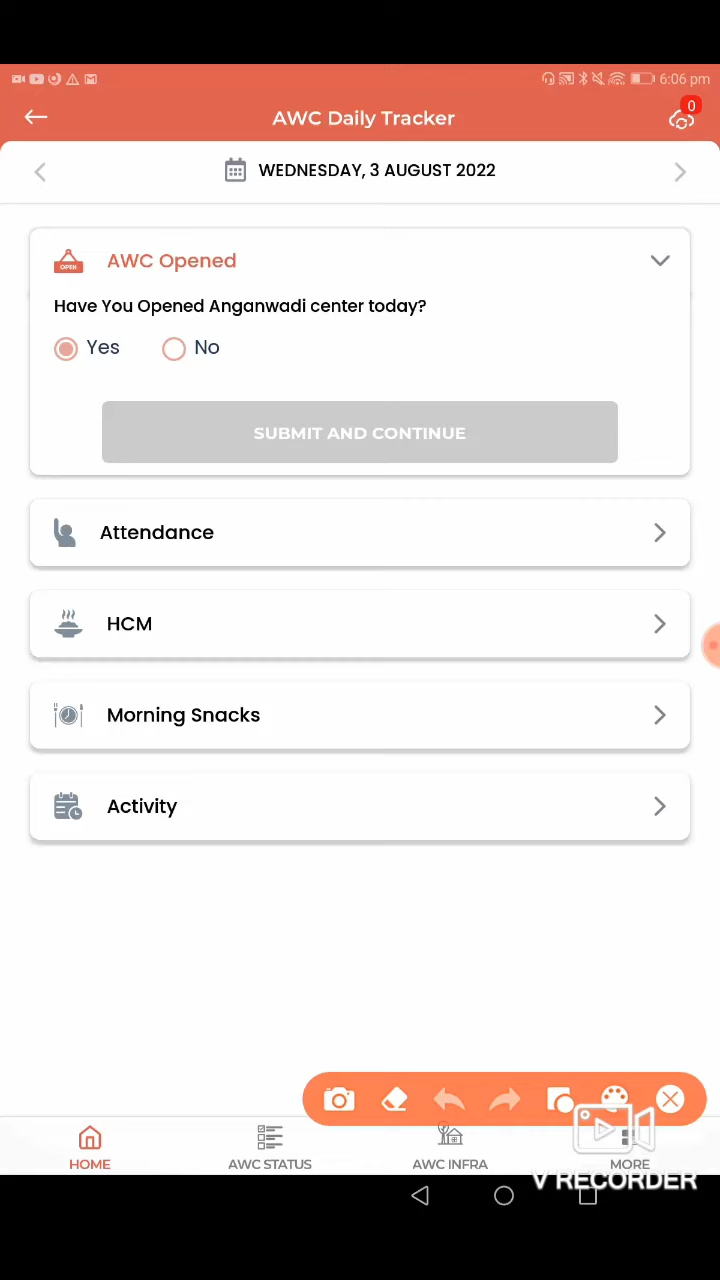 6:06 pm
AWC Daily Tracker
0
WEDNESDAY, 3 AUGUST 2022
OPEN
AWC Opened
Have You Opened Anganwadi center today?
Yes
No
SUBMIT AND CONTINUE
Attendance
HCM
Morning Snacks
Activity
HOME
AWC STATUS
AWC INFRA
MORE
V RECORDER